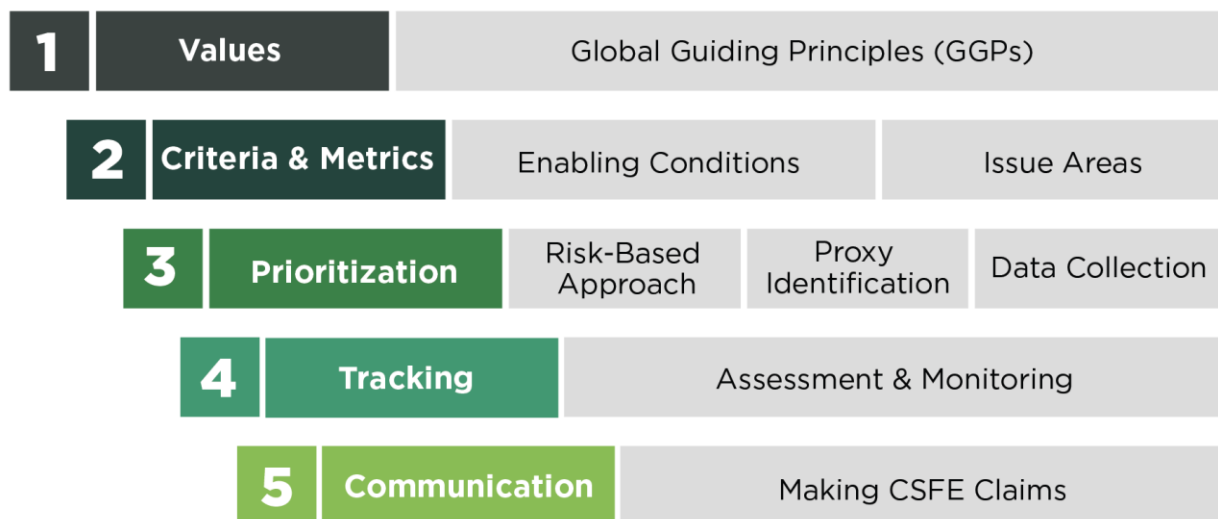 1 Values Global Guiding Principles (GGPs)
2 Criteria & Metrics Enabling Conditions Issue Areas
3 Prioritization Risk-Based Approach Proxy Identification Data Collection
4 Tracking Assessment & Monitoring
5 Communication Making CSFE Claims